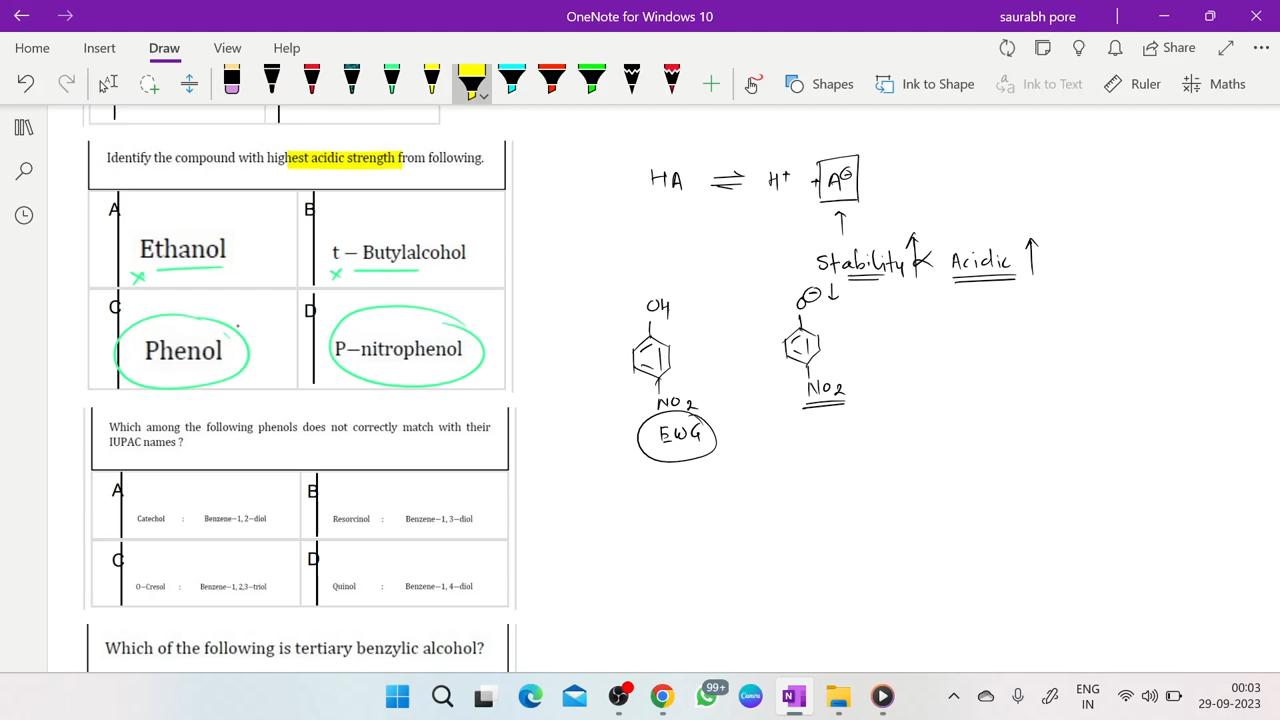 OneNote for Windows 10
saurabh pore
Home Insert Draw View Help
Share
Shapes
Ink to Shape
Ink to Text
Ruler
Maths
Identify the compound with highest acidic strength from following.
A
Ethanol
B
t – Butylalcohol
C
Phenol
D
P–nitrophenol
HA ⇌ H+ + A⊖
Stability ↑ ∝ Acidic ↑
OH
NO2
EWG
O⊖
NO2
Which among the following phenols does not correctly match with their
IUPAC names ?
A
Catechol : Benzene–1, 2–diol
B
Resorcinol : Benzene–1, 3–diol
C
O–Cresol : Benzene–1, 2,3–triol
D
Quinol : Benzene–1, 4–diol
Which of the following is tertiary benzylic alcohol?
99+
Canva
ENG
IN
00:03
29-09-2023